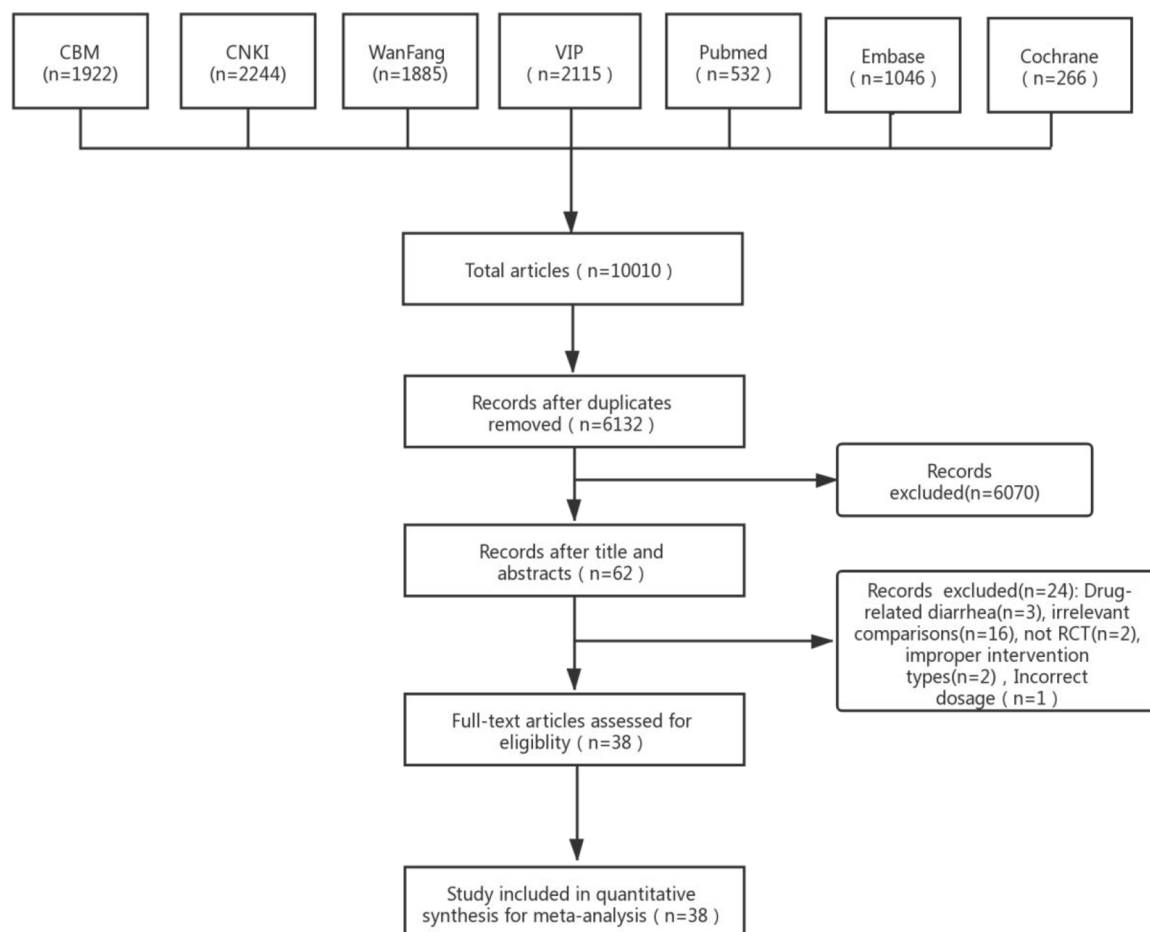 CBM
(n=1922)
CNKI
(n=2244)
WanFang
(n=1885)
VIP
( n=2115 )
Pubmed
( n=532 )
Embase
( n=1046 )
Cochrane
( n=266 )
Total articles ( n=10010 )
Records after duplicates
removed ( n=6132 )
Records
excluded(n=6070)
Records after title and
abstracts ( n=62 )
Records excluded(n=24): Drug-
related diarrhea(n=3), irrelevant
comparisons(n=16), not RCT(n=2),
improper intervention
types(n=2) , Incorrect
dosage ( n=1 )
Full-text articles assessed for
eligiblity ( n=38 )
Study included in quantitative
synthesis for meta-analysis ( n=38 )